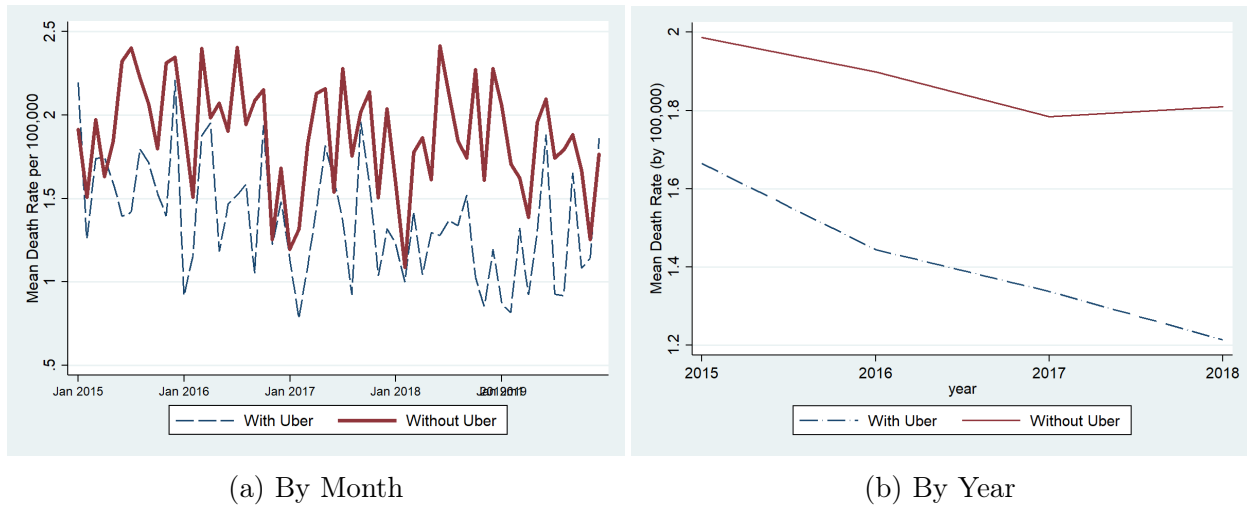 Mean Death Rate per 100,000
2.5
2
1.5
1
.5
Jan 2015
Jan 2016
Jan 2017
Jan 2018
Jan 2019
With Uber
Without Uber
(a) By Month
Mean Death Rate (by 100,000)
2
1.8
1.6
1.4
1.2
2015
2016
2017
2018
year
With Uber
Without Uber
(b) By Year